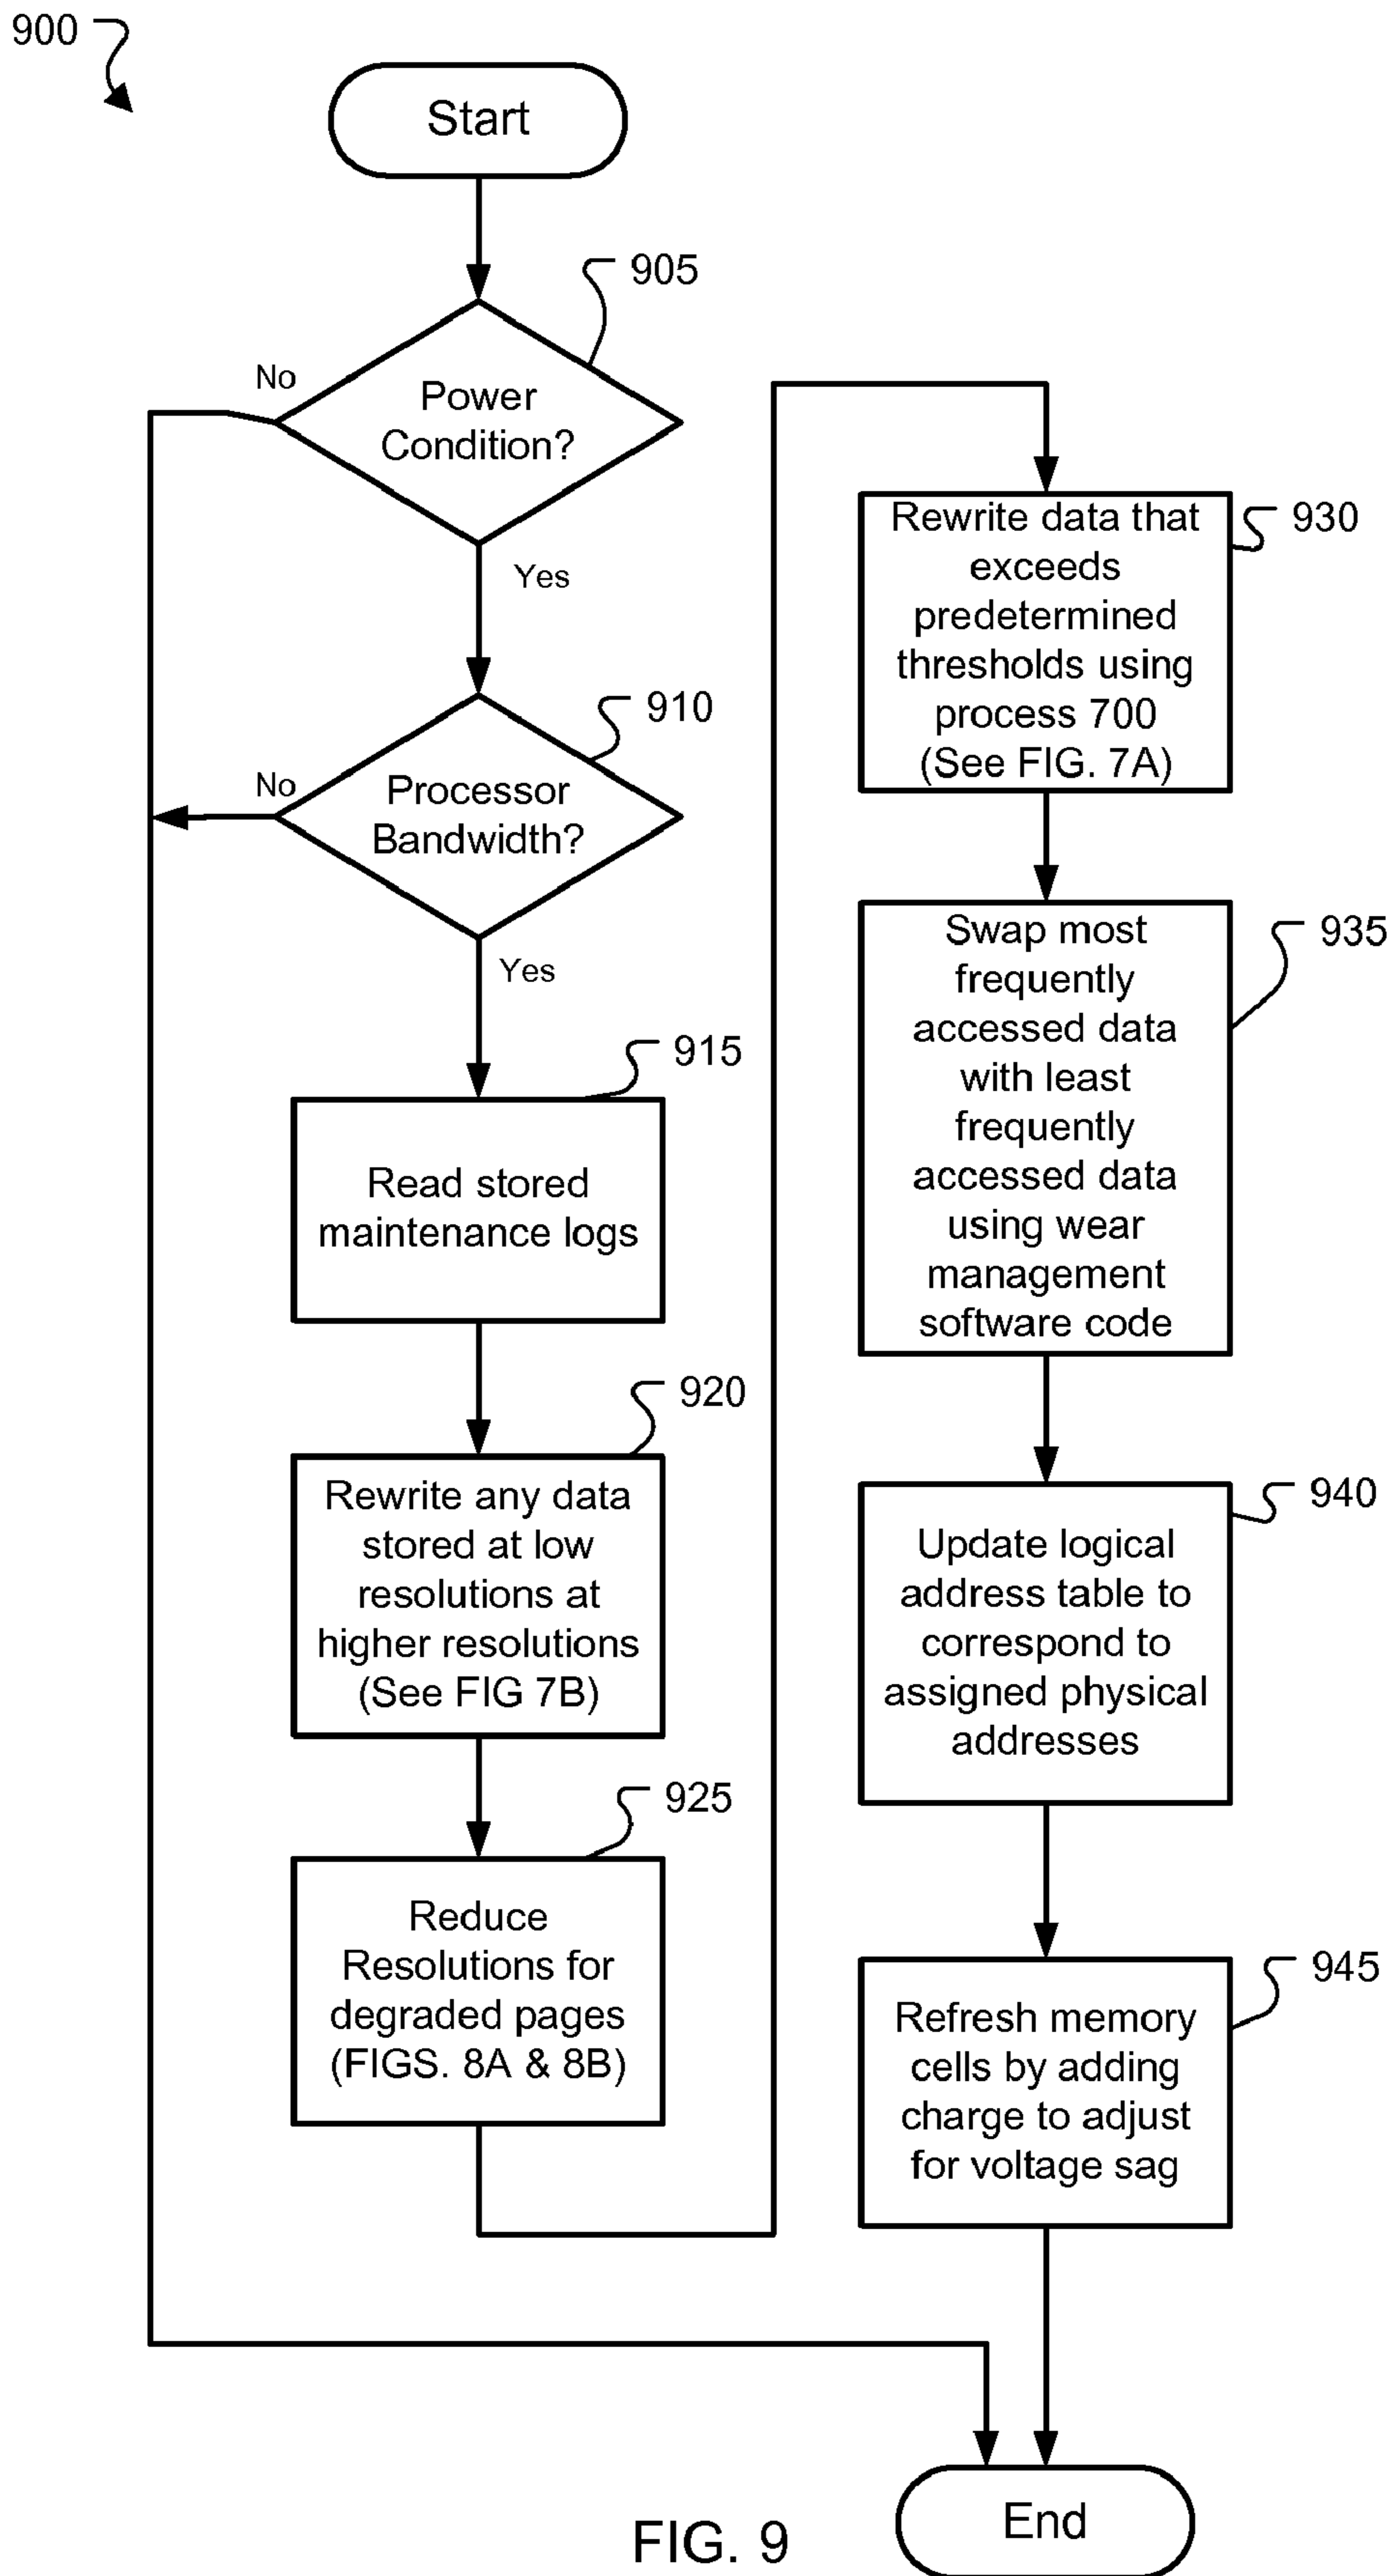 900
Start
905
No
Power
Condition?
Yes
910
No
Processor
Bandwidth?
Yes
915
Read stored
maintenance logs
920
Rewrite any data
stored at low
resolutions at
higher resolutions
(See FIG 7B)
925
Reduce
Resolutions for
degraded pages
(FIGS. 8A & 8B)
930
Rewrite data that
exceeds
predetermined
thresholds using
process 700
(See FIG. 7A)
935
Swap most
frequently
accessed data
with least
frequently
accessed data
using wear
management
software code
940
Update logical
address table to
correspond to
assigned physical
addresses
945
Refresh memory
cells by adding
charge to adjust
for voltage sag
End
FIG. 9